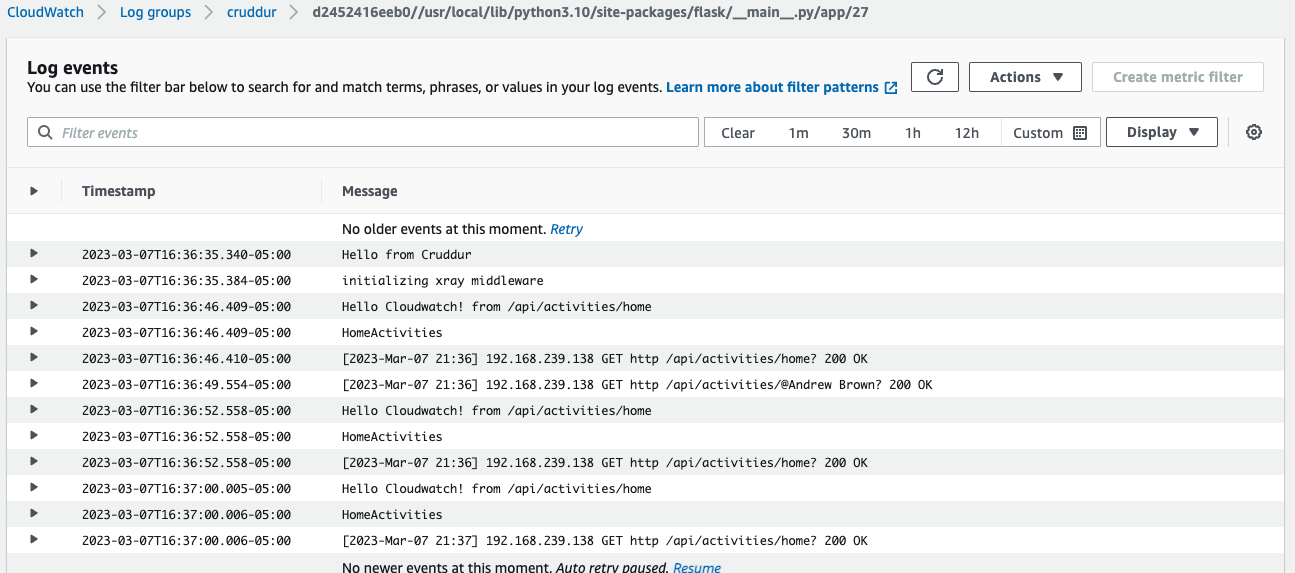 CloudWatch > Log groups > cruddur > d2452416eeb0//usr/local/lib/python3.10/site-packages/flask/__main__.py/app/27
Log events
You can use the filter bar below to search for and match terms, phrases, or values in your log events. Learn more about filter patterns
Actions
Create metric filter
Filter events
Clear 1m 30m 1h 12h Custom
Display
Timestamp Message
No older events at this moment. Retry
2023-03-07T16:36:35.340-05:00 Hello from Cruddur
2023-03-07T16:36:35.384-05:00 initializing xray middleware
2023-03-07T16:36:46.409-05:00 Hello Cloudwatch! from /api/activities/home
2023-03-07T16:36:46.409-05:00 HomeActivities
2023-03-07T16:36:46.410-05:00 [2023-Mar-07 21:36] 192.168.239.138 GET http /api/activities/home? 200 OK
2023-03-07T16:36:49.554-05:00 [2023-Mar-07 21:36] 192.168.239.138 GET http /api/activities/@Andrew Brown? 200 OK
2023-03-07T16:36:52.558-05:00 Hello Cloudwatch! from /api/activities/home
2023-03-07T16:36:52.558-05:00 HomeActivities
2023-03-07T16:36:52.558-05:00 [2023-Mar-07 21:36] 192.168.239.138 GET http /api/activities/home? 200 OK
2023-03-07T16:37:00.005-05:00 Hello Cloudwatch! from /api/activities/home
2023-03-07T16:37:00.006-05:00 HomeActivities
2023-03-07T16:37:00.006-05:00 [2023-Mar-07 21:37] 192.168.239.138 GET http /api/activities/home? 200 OK
No newer events at this moment. Auto retry paused. Resume